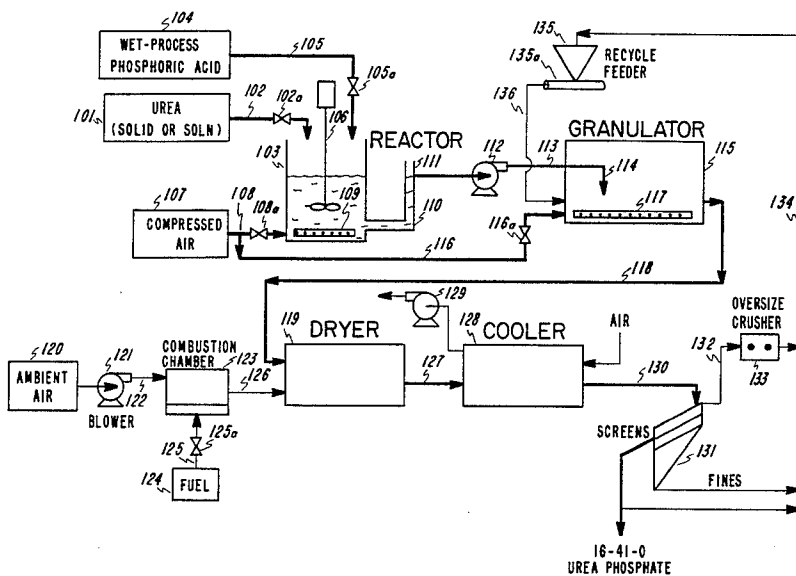 104
105
WET-PROCESS
PHOSPHORIC ACID
135
135a
RECYCLE
FEEDER
136
105a
101
UREA
(SOLID OR SOLN)
102
102a
106
REACTOR
GRANULATOR
103
111
112
113
115
114
107
108
109
110
117
134
COMPRESSED
AIR
108a
116
116a
118
129
119
DRYER
128
COOLER
AIR
OVERSIZE
CRUSHER
132
133
120
AMBIENT
AIR
121
122
BLOWER
COMBUSTION
CHAMBER
123
126
127
130
125a
125
124
FUEL
SCREENS
131
FINES
16-41-0
UREA PHOSPHATE